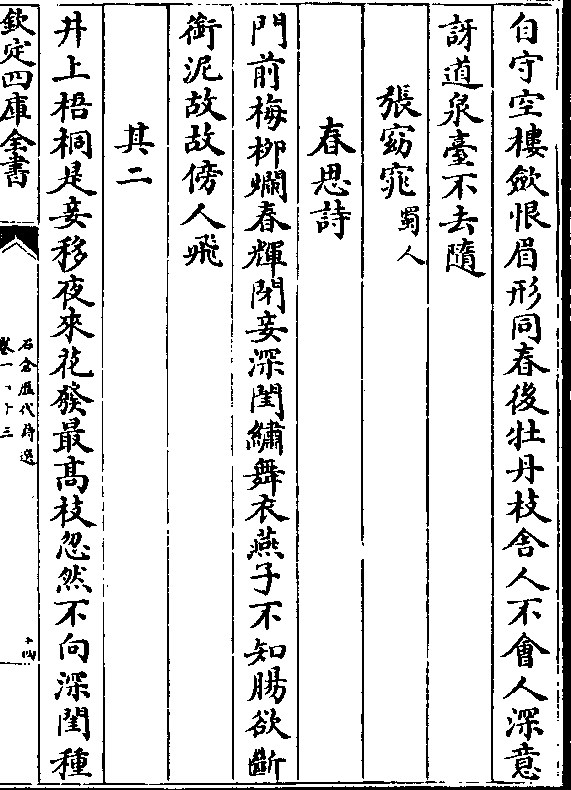 自守空樓歛恨眉形同春後牡丹枝舍人不會人深意
訝道泉臺不去隨
張窈窕蜀人
春思詩
門前梅柳爛春輝閉妾深閨繡舞衣燕子不知腸欲斷
銜泥故故傍人飛
其二
井上梧桐是妾移夜來花發最髙枝忽然不向深閨種
欽定四庫全書
石倉歴代詩選
卷一百十三
十四